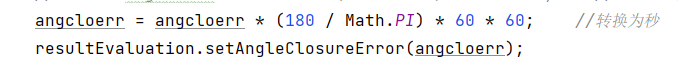 angcloerr = angcloerr * (180 / Math.PI) * 60 * 60;    //转换为秒
resultEvaluation.setAngleClosureError(angcloerr);